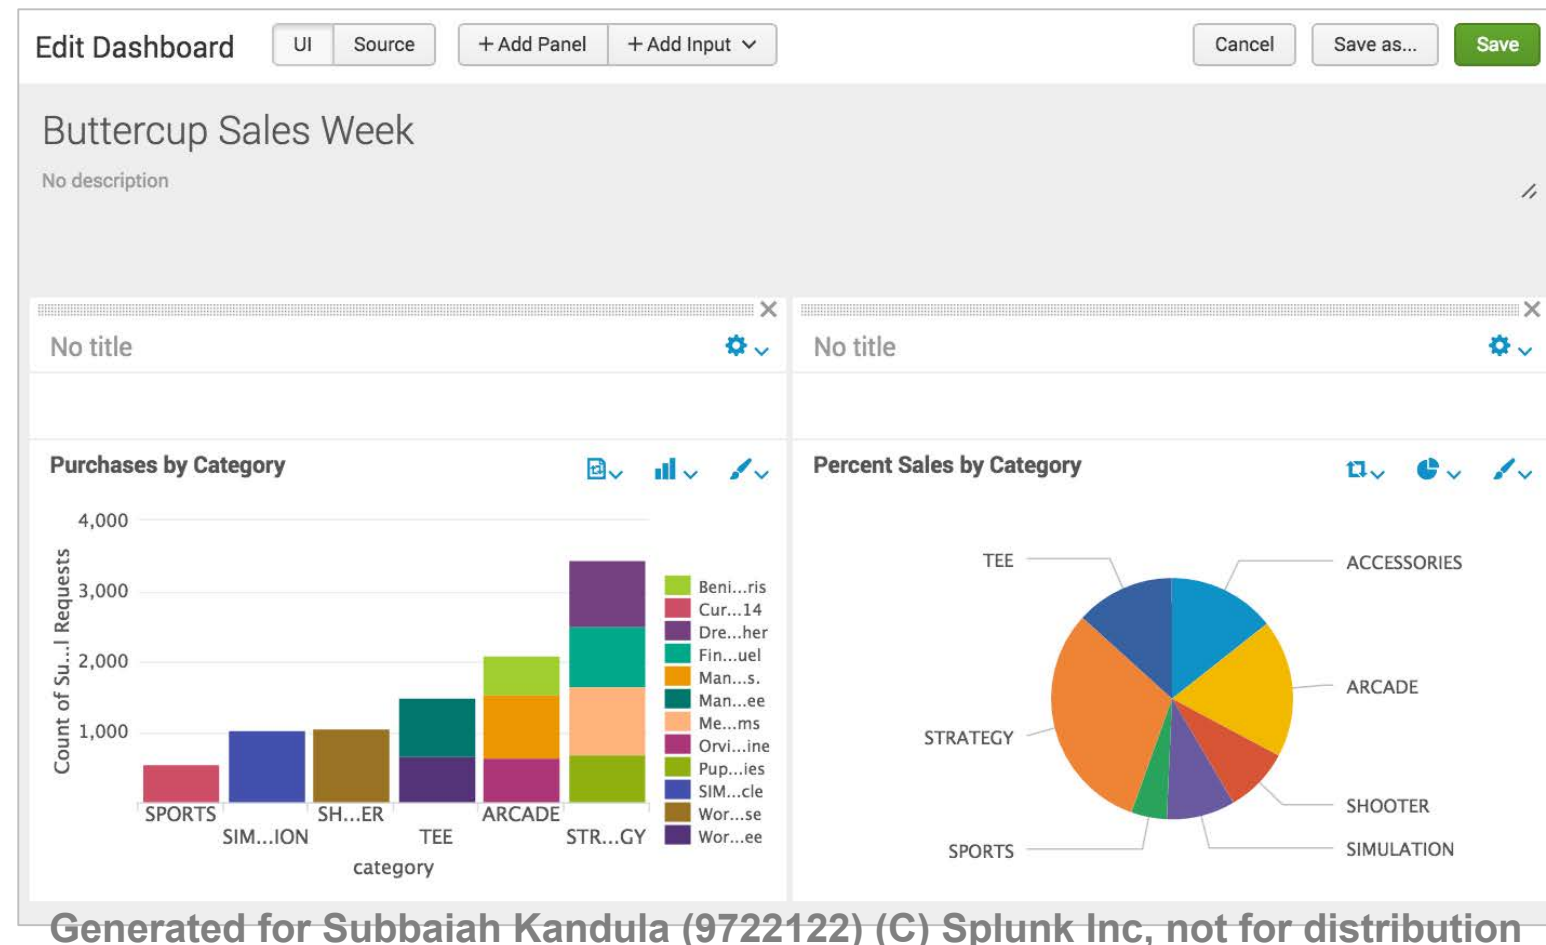 Edit Dashboard UI Source + Add Panel + Add Input Cancel Save as... Save
Buttercup Sales Week
No description
No title
No title
Purchases by Category
4,000
3,000
2,000
1,000
Count of Su...l Requests
SPORTS
SIM...ION
SH...ER
TEE
ARCADE
STR...GY
category
Beni...ris
Cur...14
Dre...her
Fin...uel
Man...s.
Man...ee
Me...ms
Orvi...ine
Pup...ies
SIM...cle
Wor...se
Wor...ee
Percent Sales by Category
TEE
ACCESSORIES
ARCADE
STRATEGY
SHOOTER
SPORTS
SIMULATION
Generated for Subbaiah Kandula (9722122) (C) Splunk Inc, not for distribution